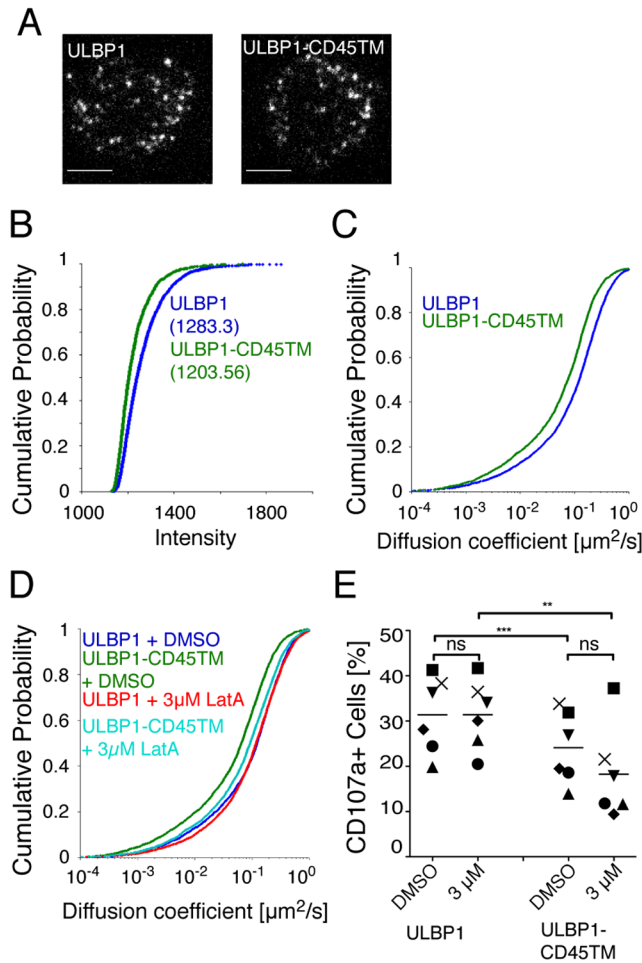 A
ULBP1
ULBP1-CD45TM
B
Cumulative Probability
1
0.8
0.6
0.4
0.2
0
ULBP1
(1283.3)
ULBP1-CD45TM
(1203.56)
1000
1400
1800
Intensity
C
Cumulative Probability
1
0.8
0.6
0.4
0.2
0
ULBP1
ULBP1-CD45TM
10⁻⁴
10⁻³
10⁻²
10⁻¹
10⁰
Diffusion coefficient [µm²/s]
D
Cumulative Probability
1
0.8
0.6
0.4
0.2
0
ULBP1 + DMSO
ULBP1-CD45TM
+ DMSO
ULBP1 + 3µM LatA
ULBP1-CD45TM
+ 3µM LatA
10⁻⁴
10⁻³
10⁻²
10⁻¹
10⁰
Diffusion coefficient [µm²/s]
E
CD107a+ Cells [%]
50
40
30
20
10
0
**
***
ns
ns
DMSO
3 µM
DMSO
3 µM
ULBP1
ULBP1-
CD45TM